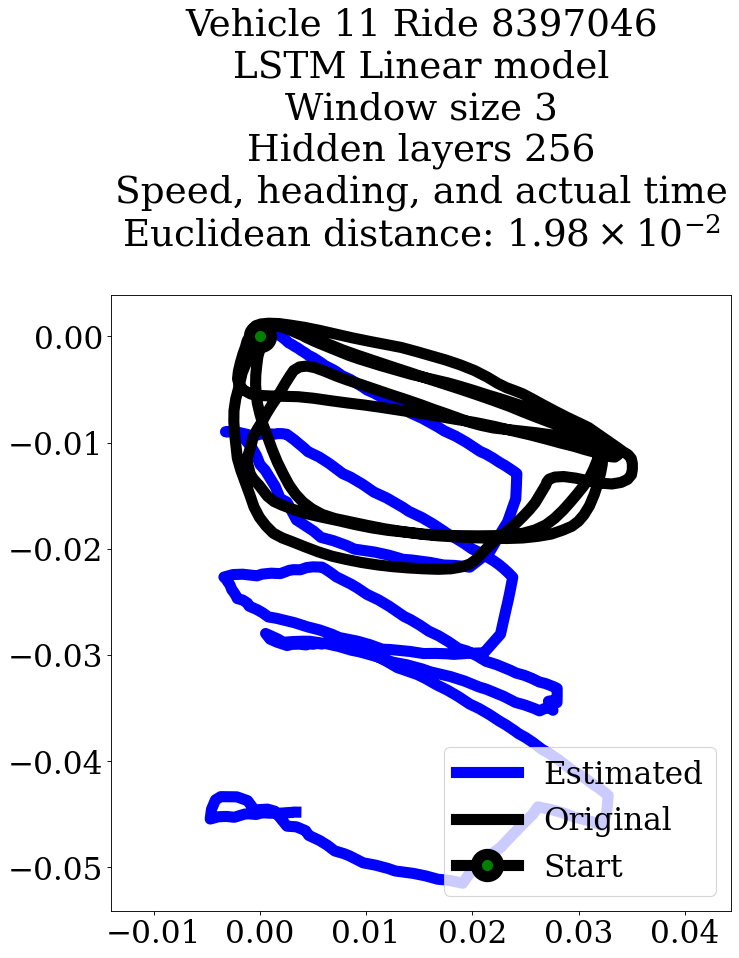 Vehicle 11 Ride 8397046
LSTM Linear model
Window size 3
Hidden layers 256
Speed, heading, and actual time
Euclidean distance: 1.98 × 10⁻²
0.00
−0.01
−0.02
−0.03
−0.04
−0.05
Estimated
Original
Start
−0.01 0.00 0.01 0.02 0.03 0.04